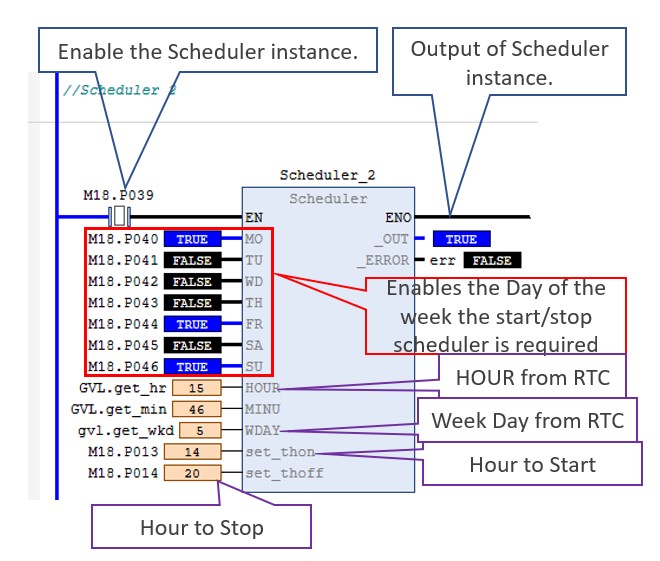 Enable the Scheduler instance.
Output of Scheduler
instance.
//Scheduler 2
Scheduler_2
M18.P039
Scheduler
EN ENO
M18.P040 TRUE MO _OUT TRUE
M18.P041 FALSE TU _ERROR err FALSE
M18.P042 FALSE WD
M18.P043 FALSE TH
M18.P044 TRUE FR
M18.P045 FALSE SA
M18.P046 TRUE SU
Enables the Day of the
week the start/stop
scheduler is required
GVL.get_hr 15 HOUR
HOUR from RTC
GVL.get_min 46 MINU
gvl.get_wkd 5 WDAY
Week Day from RTC
M18.P013 14 set_thon
Hour to Start
M18.P014 20 set_thoff
Hour to Stop